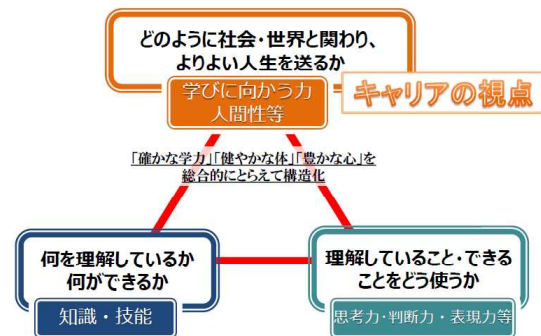 どのように社会・世界と関わり、
よりよい人生を送るか
学びに向かう力
人間性等
キャリアの視点
「確かな学力」「健やかな体」「豊かな心」を
総合的にとらえて構造化
何を理解しているか
何ができるか
知識・技能
理解していること・できる
ことをどう使うか
思考力・判断力・表現力等